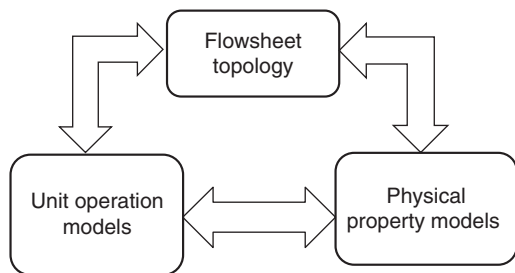 Flowsheet
topology
Unit operation
models
Physical
property models